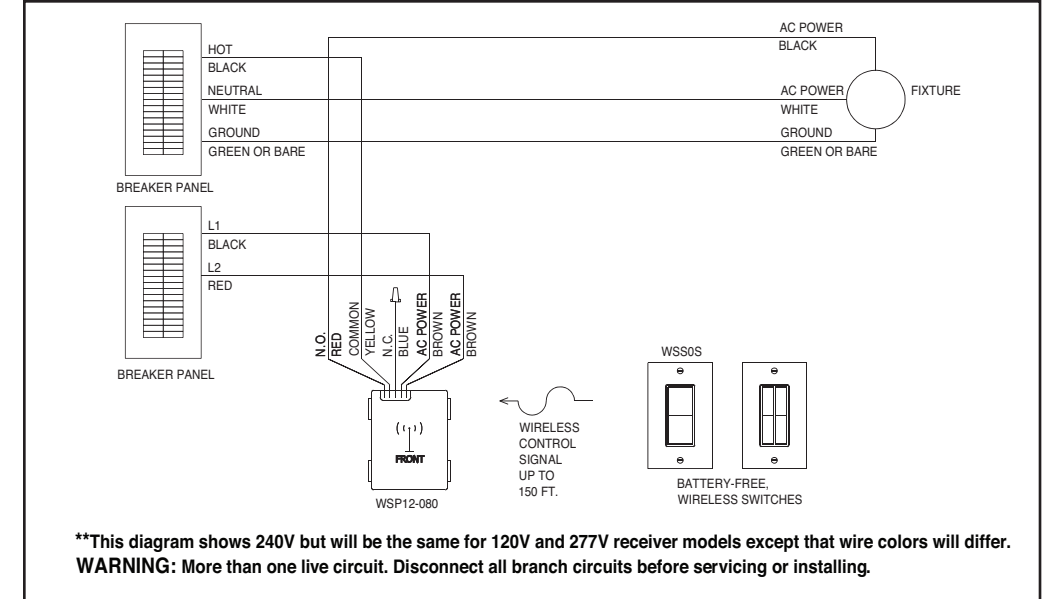 AC POWER
BLACK
HOT
BLACK
NEUTRAL
WHITE
AC POWER
WHITE
FIXTURE
GROUND
GREEN OR BARE
GROUND
GREEN OR BARE
BREAKER PANEL
L1
BLACK
L2
RED
BREAKER PANEL
N.O.
RED
COMMON
YELLOW
N.C.
BLUE
AC POWER
BROWN
AC POWER
BROWN
FRONT
WSP12-080
WIRELESS
CONTROL
SIGNAL
UP TO
150 FT.
WSS0S
BATTERY-FREE,
WIRELESS SWITCHES
**This diagram shows 240V but will be the same for 120V and 277V receiver models except that wire colors will differ.
WARNING: More than one live circuit. Disconnect all branch circuits before servicing or installing.